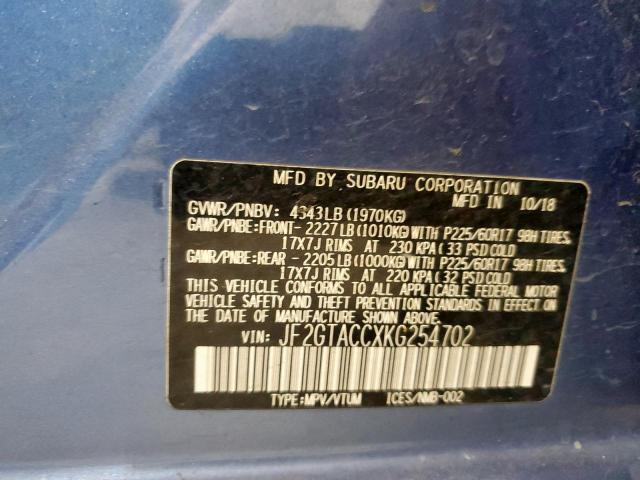 MFD BY SUBARU CORPORATION
MFD IN 10/18
GVWR/PNBV: 4343LB (1970KG)
GAWR/PNBE:FRONT- 2227LB (1010KG) WITH P225/60R17 98H TIRES,
17X7J RIMS AT 230 KPA (33 PSI) COLD
GAWR/PNBE:REAR - 2205LB (1000KG) WITH P225/60R17 98H TIRES,
17X7J RIMS AT 220 KPA (32 PSI) COLD
THIS VEHICLE CONFORMS TO ALL APPLICABLE FEDERAL MOTOR
VEHICLE SAFETY AND THEFT PREVENTION STANDARDS IN EFFECT
ON THE DATE OF MANUFACTURE SHOWN ABOVE.
VIN: JF2GTACCXKG254702
TYPE:MPV/VTUM ICES/NMB-002